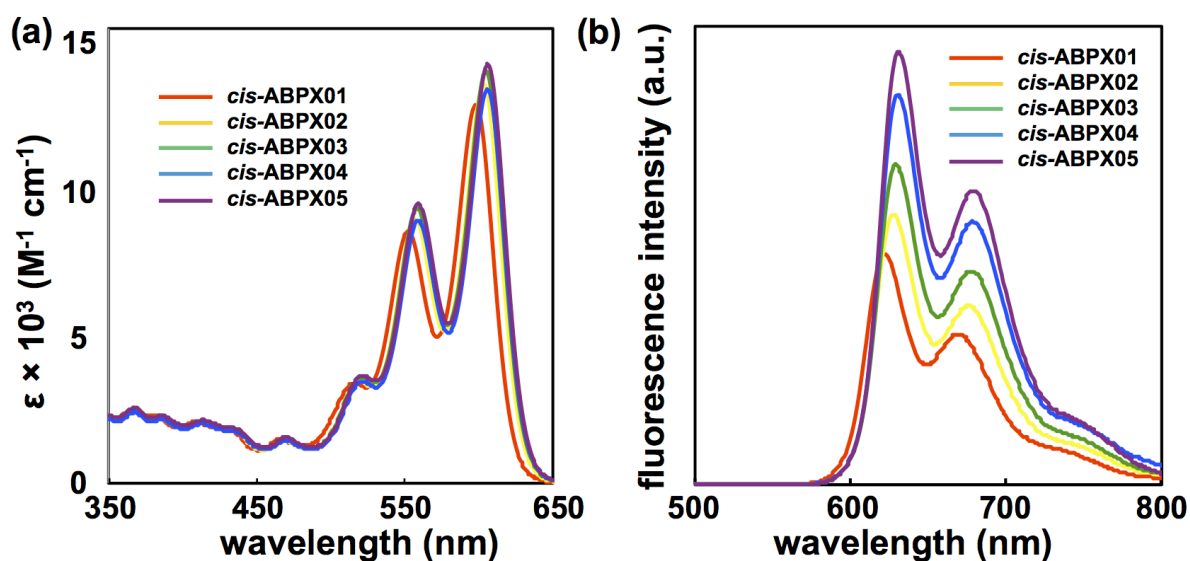 (a)
15
10
5
0
ε × 10³ (M⁻¹ cm⁻¹)
cis-ABPX01
cis-ABPX02
cis-ABPX03
cis-ABPX04
cis-ABPX05
350 450 550 650
wavelength (nm)
(b)
fluorescence intensity (a.u.)
cis-ABPX01
cis-ABPX02
cis-ABPX03
cis-ABPX04
cis-ABPX05
500 600 700 800
wavelength (nm)